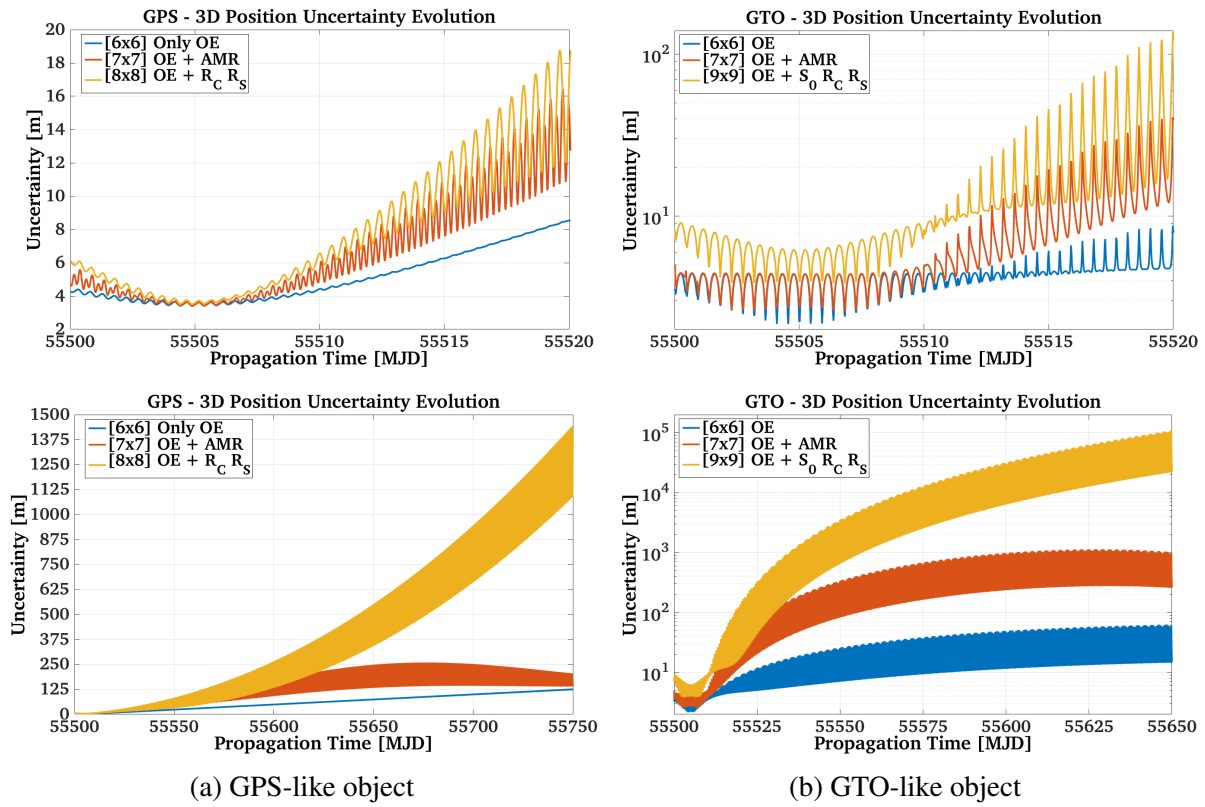 GPS - 3D Position Uncertainty Evolution
[6x6] Only OE
[7x7] OE + AMR
[8x8] OE + R_C R_S
Uncertainty [m]
20
18
16
14
12
10
8
6
4
2
55500 55505 55510 55515 55520
Propagation Time [MJD]
GTO - 3D Position Uncertainty Evolution
[6x6] OE
[7x7] OE + AMR
[9x9] OE + S_0 R_C R_S
Uncertainty [m]
10^2
10^1
55500 55505 55510 55515 55520
Propagation Time [MJD]
GPS - 3D Position Uncertainty Evolution
[6x6] Only OE
[7x7] OE + AMR
[8x8] OE + R_C R_S
Uncertainty [m]
1500
1375
1250
1125
1000
875
750
625
500
375
250
125
0
55500 55550 55600 55650 55700 55750
Propagation Time [MJD]
(a) GPS-like object
GTO - 3D Position Uncertainty Evolution
[6x6] OE
[7x7] OE + AMR
[9x9] OE + S_0 R_C R_S
Uncertainty [m]
10^5
10^4
10^3
10^2
10^1
55500 55525 55550 55575 55600 55625 55650
Propagation Time [MJD]
(b) GTO-like object